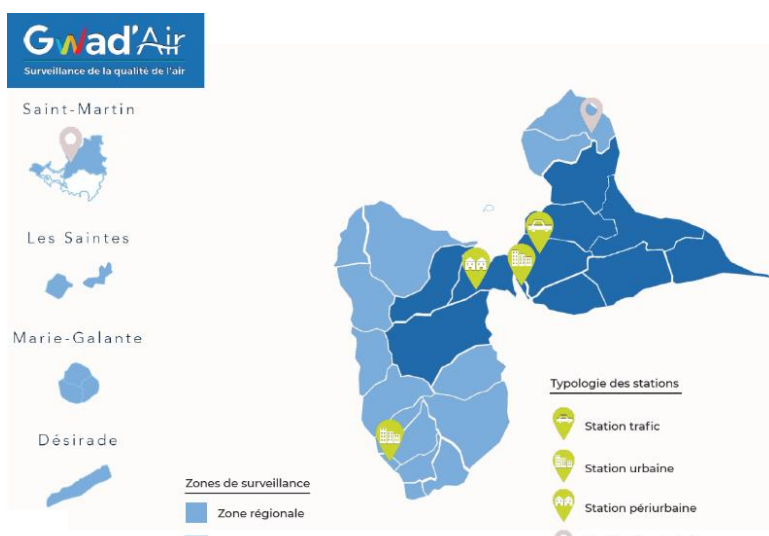 Gwad'Air
Surveillance de la qualité de l'air
Saint-Martin
Les Saintes
Marie-Galante
Désirade
Zones de surveillance
Zone régionale
Typologie des stations
Station trafic
Station urbaine
Station périurbaine